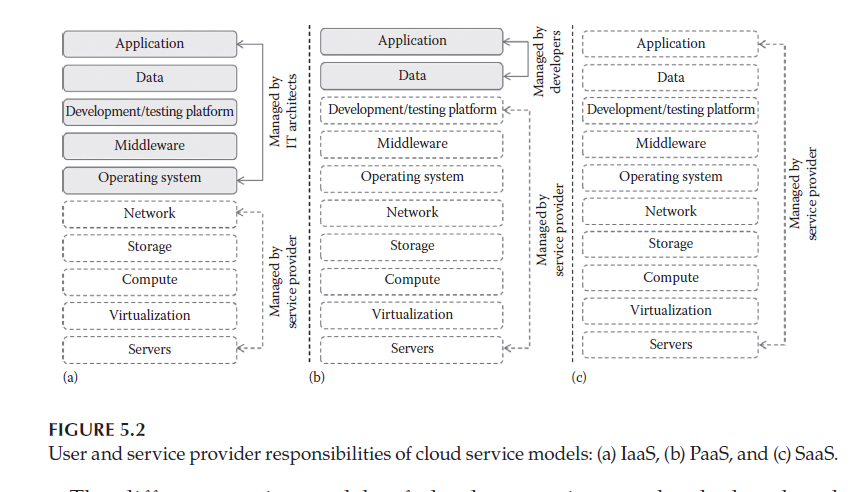 Application
Data
Development/testing platform
Middleware
Operating system
Network
Storage
Compute
Virtualization
Servers
Managed by
IT architects
Managed by
service provider
(a)
Application
Data
Development/testing platform
Middleware
Operating system
Network
Storage
Compute
Virtualization
Servers
Managed by
developers
Managed by
service provider
(b)
Application
Data
Development/testing platform
Middleware
Operating system
Network
Storage
Compute
Virtualization
Servers
Managed by
service provider
(c)
FIGURE 5.2
User and service provider responsibilities of cloud service models: (a) IaaS, (b) PaaS, and (c) SaaS.